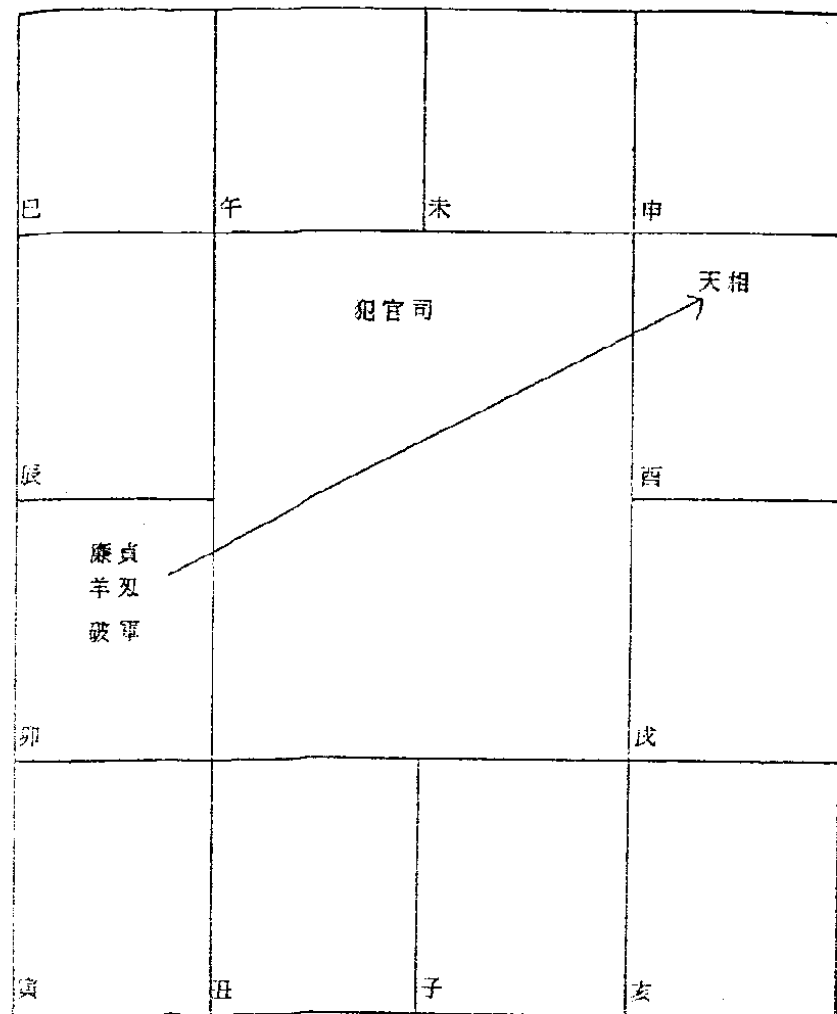 巳 午 未 申
天相
犯官司
辰 酉
廉貞
羊
破軍
卯 戌
寅 丑 子 亥